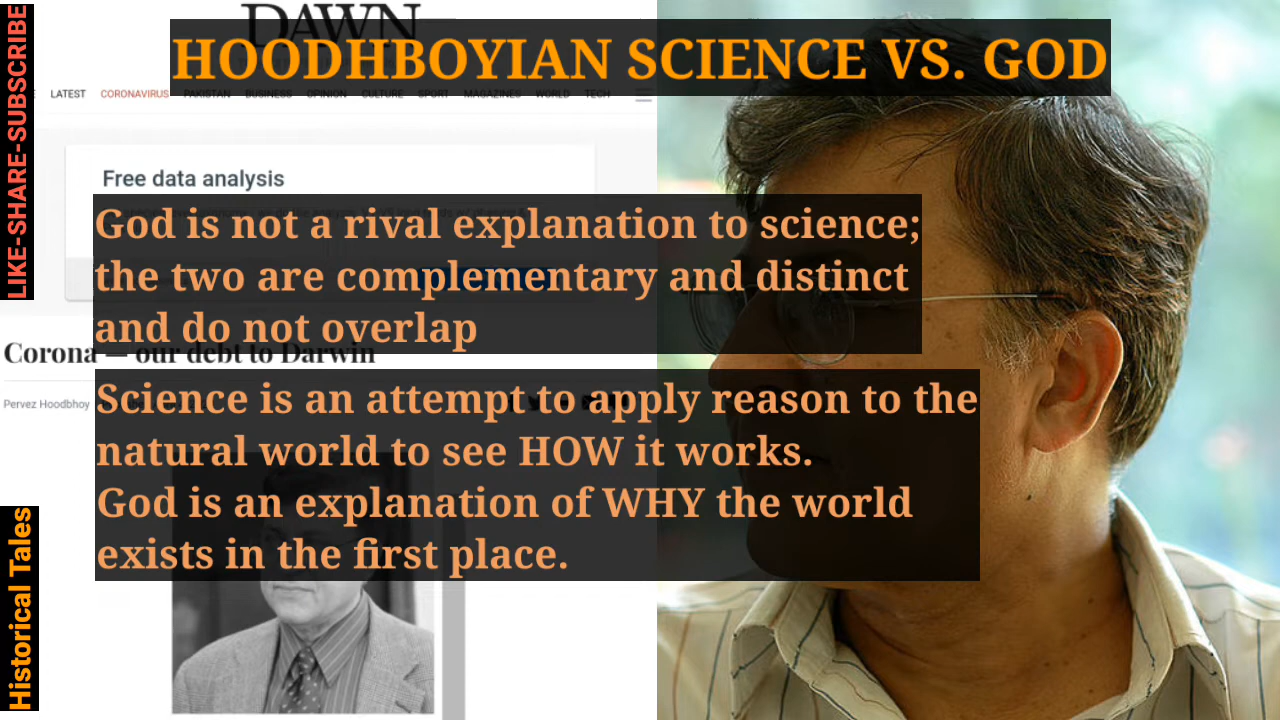 DAWN
HOODHBOYIAN SCIENCE VS. GOD
LIKE-SHARE-SUBSCRIBE
LATEST CORONAVIRUS PAKISTAN BUSINESS OPINION CULTURE SPORT MAGAZINES WORLD TECH
Free data analysis
God is not a rival explanation to science;
the two are complementary and distinct
and do not overlap
Corona — our debt to Darwin
Pervez Hoodbhoy
Science is an attempt to apply reason to the
natural world to see HOW it works.
God is an explanation of WHY the world
exists in the first place.
Historical Tales